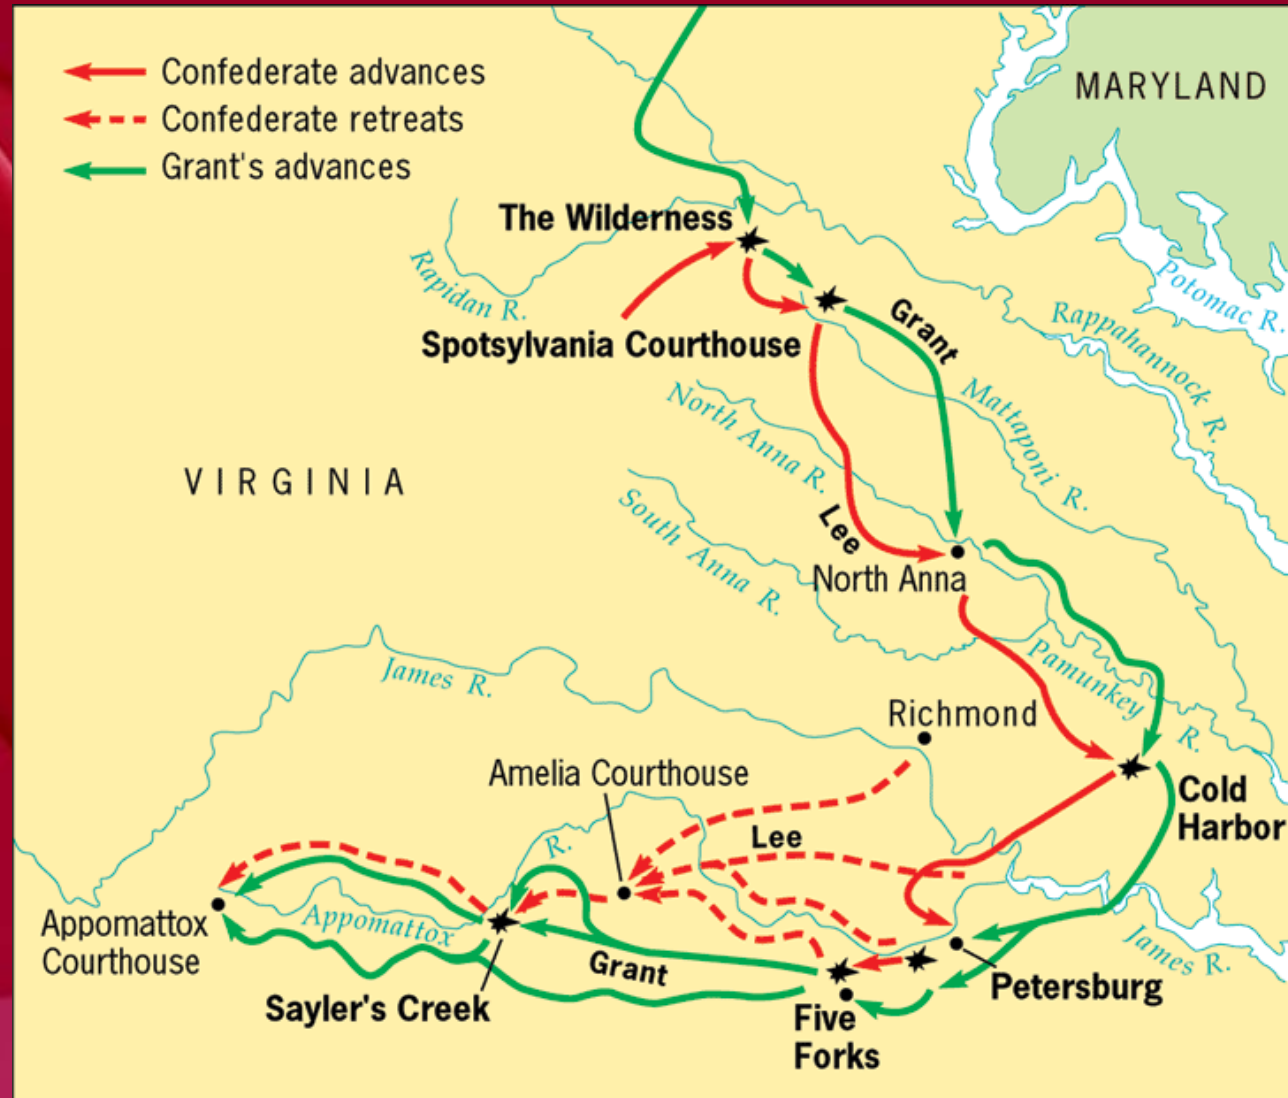 Confederate advances
Confederate retreats
Grant's advances
MARYLAND
The Wilderness
Rapidan R.
Potomac R.
Spotsylvania Courthouse
Grant
Rappahannock R.
North Anna R.
Mattaponi R.
VIRGINIA
South Anna R.
Lee
North Anna
James R.
Pamunkey R.
Richmond
Amelia Courthouse
Cold
Harbor
Lee
Appomattox R.
Appomattox
Courthouse
Grant
James R.
Sayler's Creek
Petersburg
Five
Forks